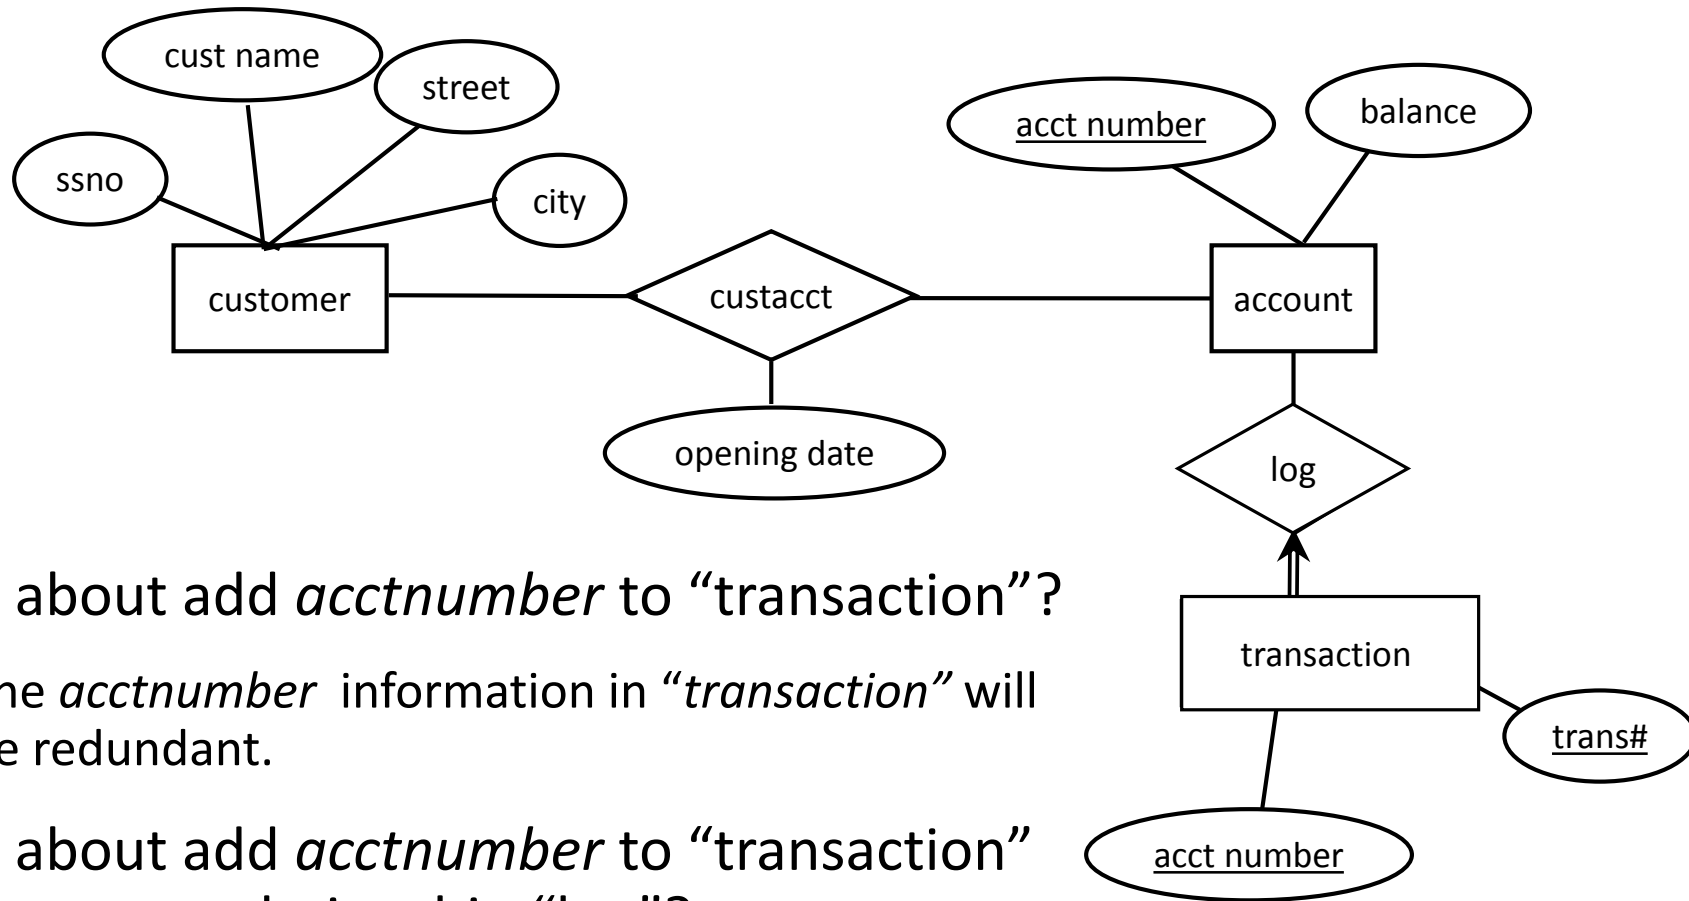 cust name
street
ssno
city
acct number
balance
customer
custacct
account
opening date
log
about add acctnumber to “transaction”?
acctnumber information in “transaction” will
redundant.
about add acctnumber to “transaction”
transaction
trans#
acct number